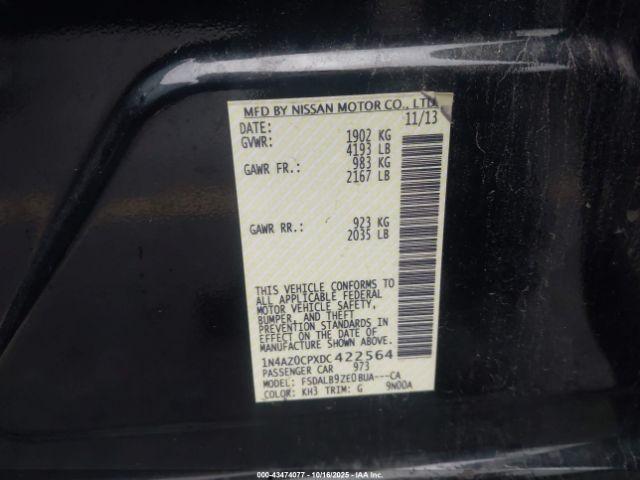 MFD BY NISSAN MOTOR CO., LTD.
DATE: 11/13
GVWR: 1902 KG
4193 LB
GAWR FR.: 983 KG
2167 LB
GAWR RR.: 923 KG
2035 LB
THIS VEHICLE CONFORMS TO
ALL APPLICABLE FEDERAL
MOTOR VEHICLE SAFETY,
BUMPER, AND THEFT
PREVENTION STANDARDS IN
EFFECT ON THE DATE OF
MANUFACTURE SHOWN ABOVE.
1N4AZ0CPXDC422564
PASSENGER CAR 973
MODEL: FSDALB9ZE0BUA---CA
COLOR: KH3 TRIM: G 9N00A
000-43474077 | 10/16/2025 | IAA, Inc.